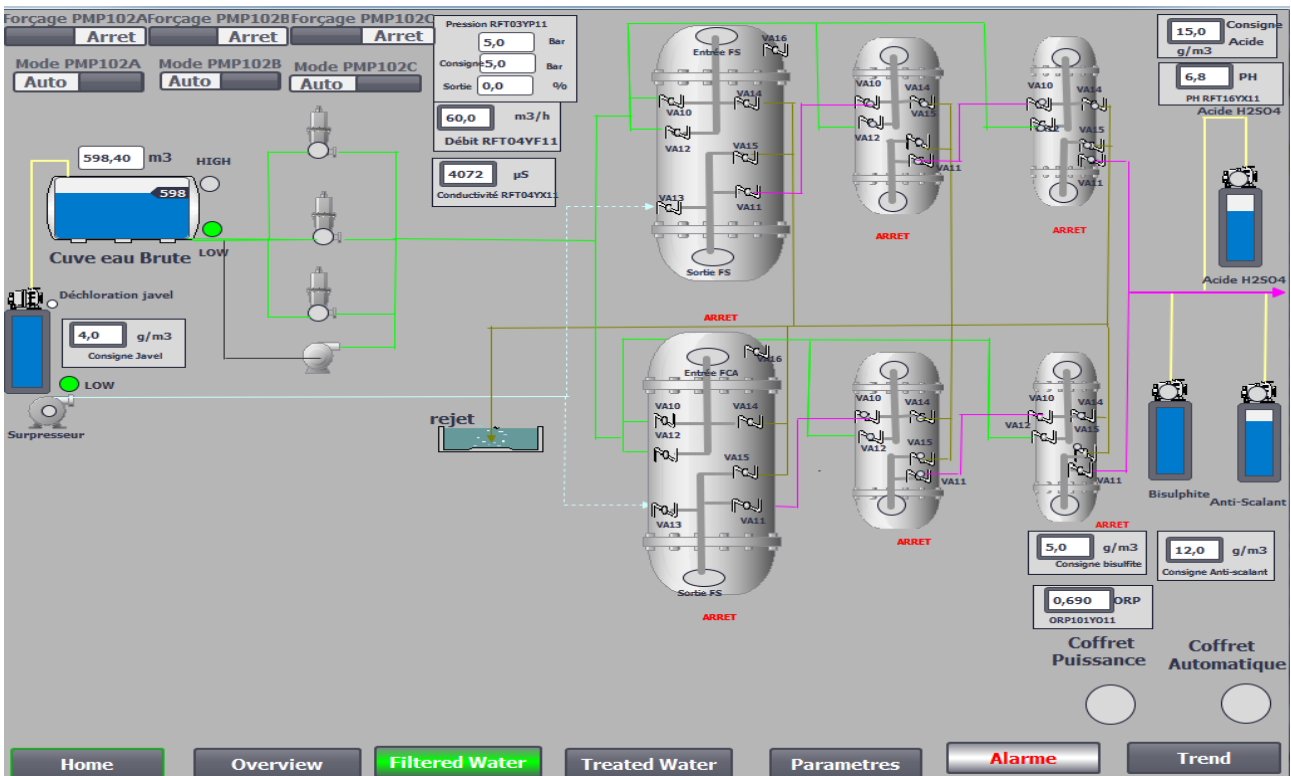 Forçage PMP102A
Forçage PMP102B
Forçage PMP102C
Arret
Arret
Arret
Mode PMP102A
Mode PMP102B
Mode PMP102C
Auto
Auto
Auto
Pression RFT03YP11
5,0 Bar
Consigne 5,0 Bar
Sortie 0,0 %
60,0 m3/h
Débit RFT04YF11
4072 µS
Conductivité RFT04YX11
598,40 m3
HIGH
598
LOW
Cuve eau Brute
Déchloration javel
4,0 g/m3
Consigne Javel
LOW
Surpresseur
rejet
Entrée FS
VA16
VA14
VA10
VA12
VA15
VA13
VA11
Sortie FS
ARRET
VA10
VA14
VA15
VA12
VA11
ARRET
VA10
VA14
VA15
VA11
ARRET
15,0
Consigne
Acide
g/m3
6,8 PH
PH RFT16YX11
Acide H2SO4
Acide H2SO4
Entrée FCA
VA16
VA10
VA14
VA12
VA15
VA13
VA11
Sortie FS
ARRET
VA10
VA14
VA12
VA15
VA11
ARRET
VA10
VA14
VA12
VA15
VA11
ARRET
Bisulphite
Anti-Scalant
5,0 g/m3
Consigne bisulfite
12,0 g/m3
Consigne Anti-scalant
0,690 ORP
ORP101YO11
Coffret
Puissance
Coffret
Automatique
Home
Overview
Filtered Water
Treated Water
Parametres
Alarme
Trend